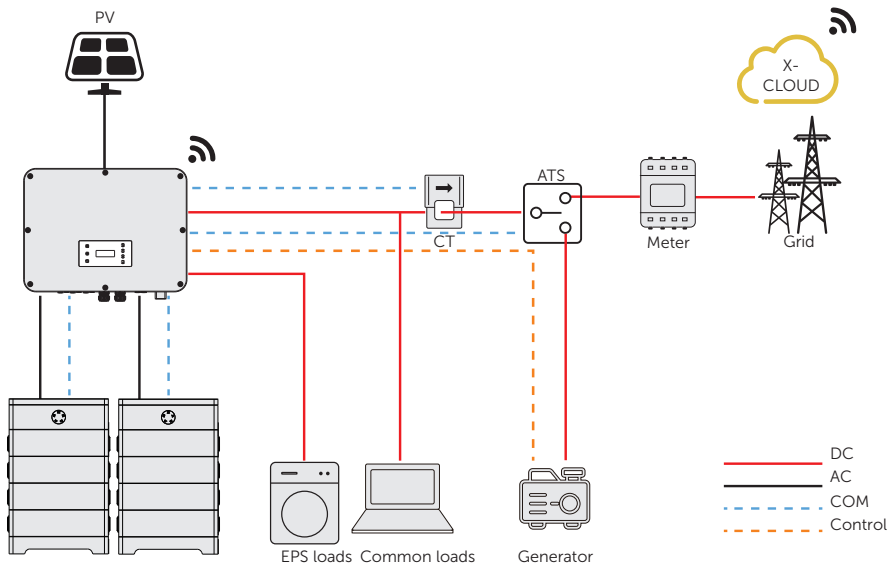 PV
X-
CLOUD
ATS
CT
Meter
Grid
EPS loads
Common loads
Generator
DC
AC
COM
Control